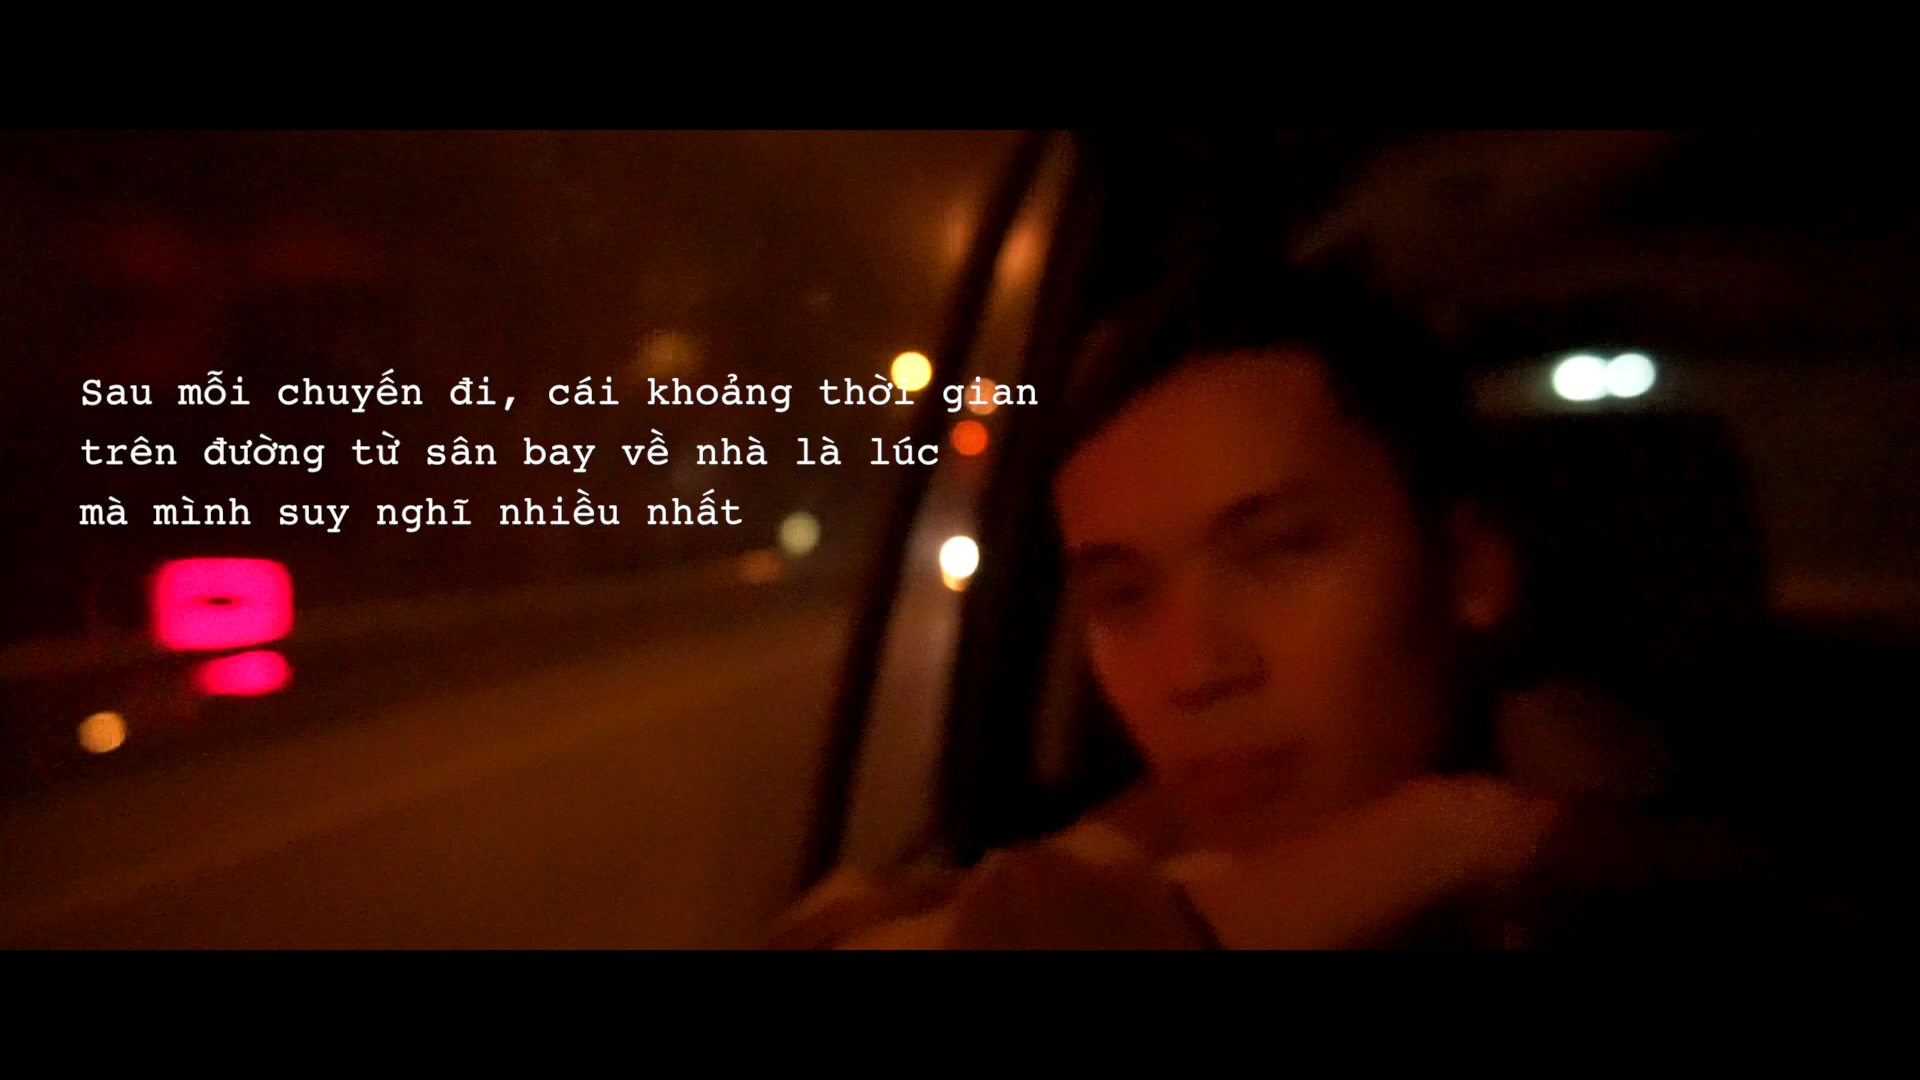 Sau mỗi chuyến đi, cái khoảng thời gian
trên đường từ sân bay về nhà là lúc
mà mình suy nghĩ nhiều nhất